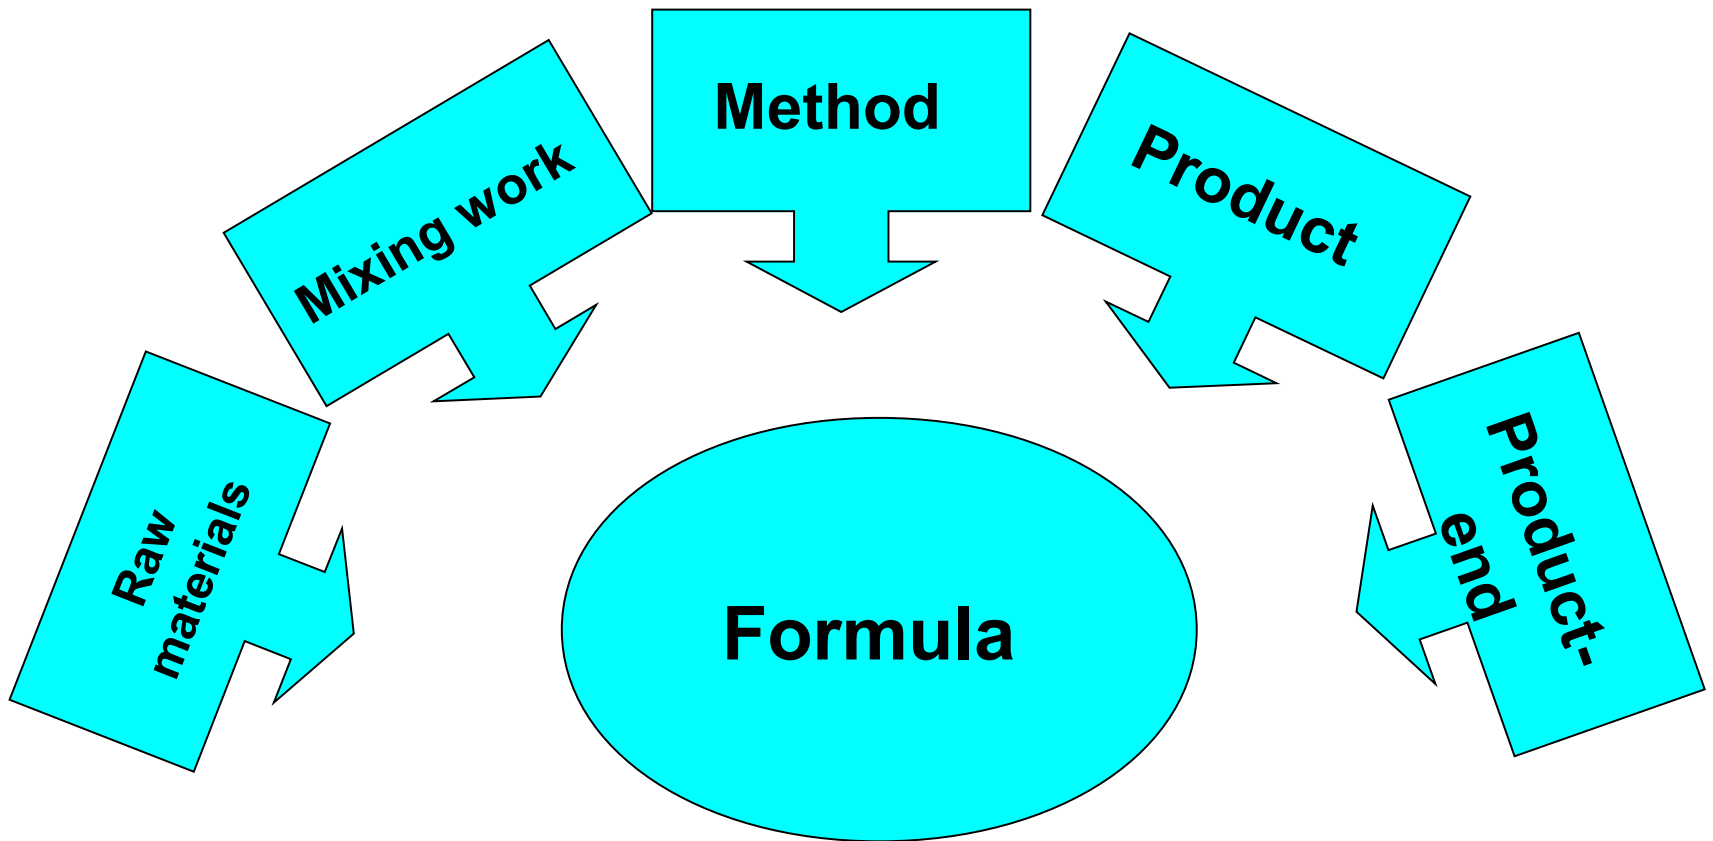 Raw
materials
Mixing work
Method
Product
Product-
end
Formula